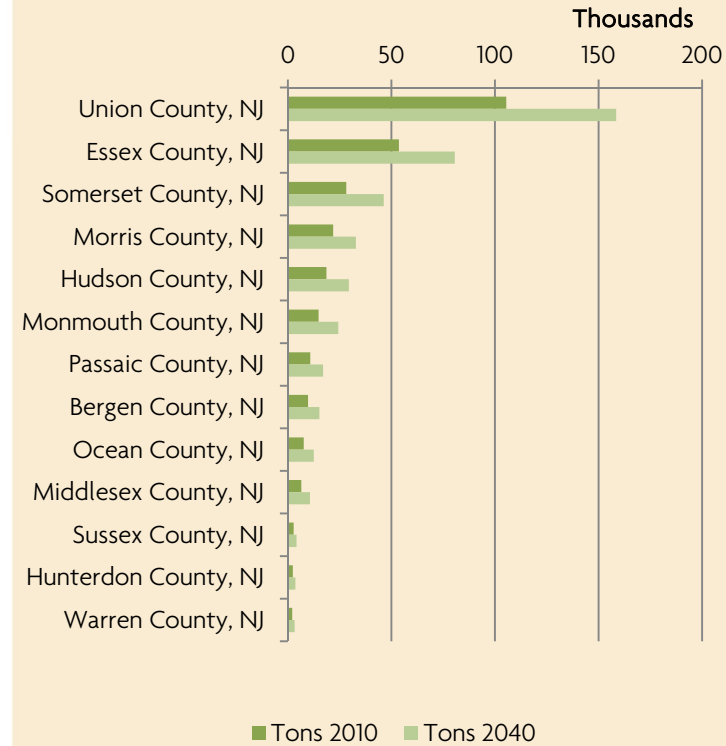 Thousands
0 50 100 150 200
Union County, NJ
Essex County, NJ
Somerset County, NJ
Morris County, NJ
Hudson County, NJ
Monmouth County, NJ
Passaic County, NJ
Bergen County, NJ
Ocean County, NJ
Middlesex County, NJ
Sussex County, NJ
Hunterdon County, NJ
Warren County, NJ
Tons 2010 Tons 2040